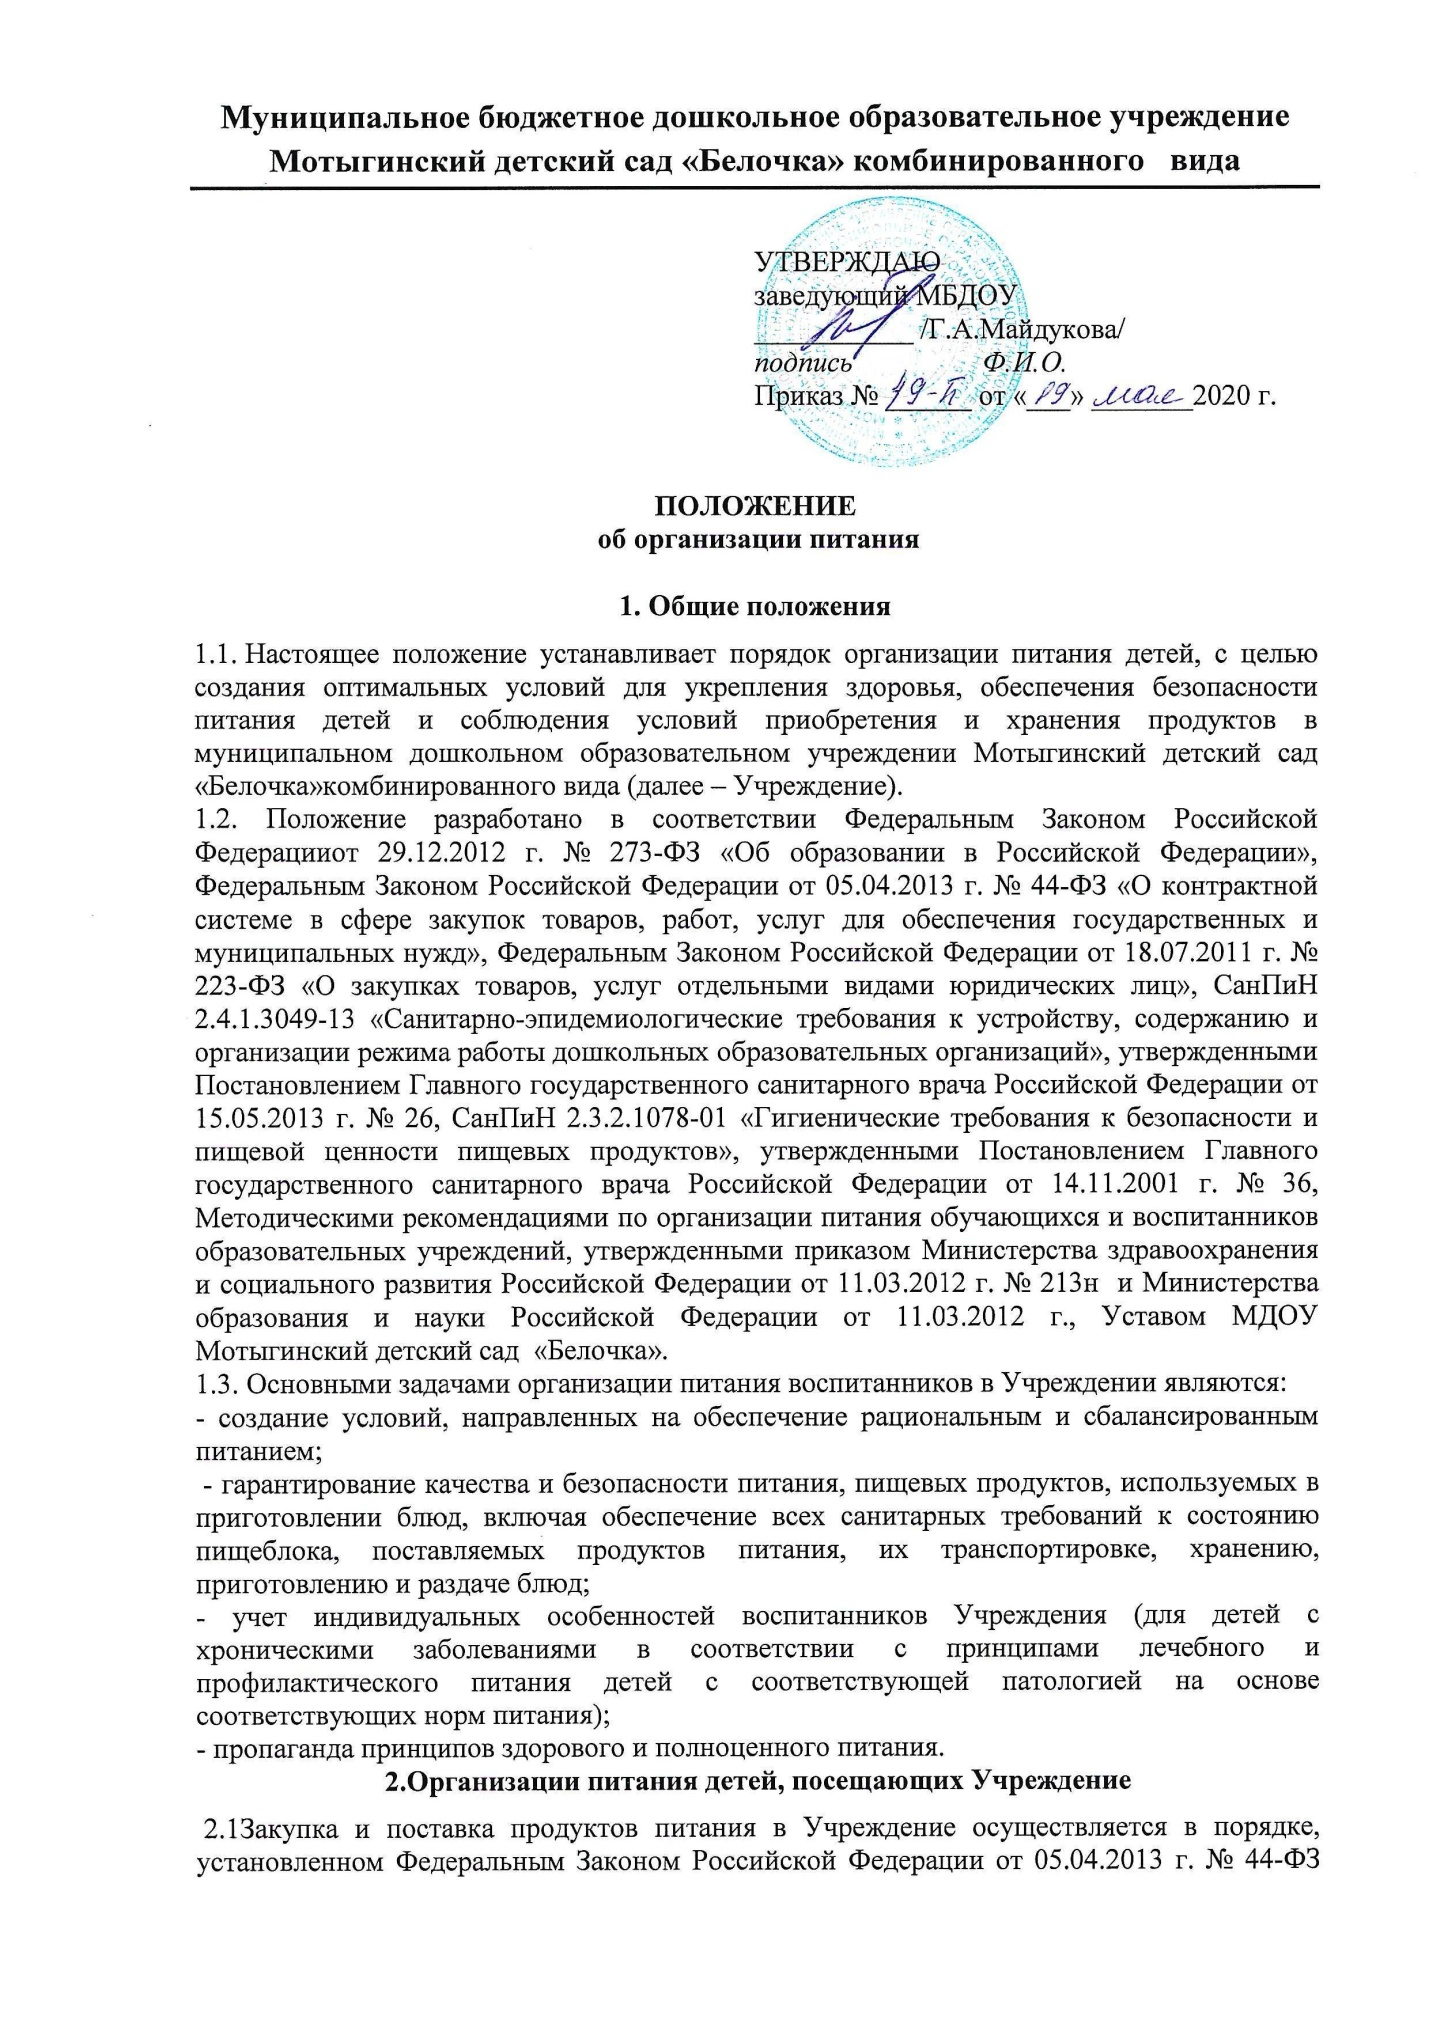 Муниципальное бюджетное дошкольное образовательное учреждение
Мотыгинский детский сад «Белочка» комбинированного вида
УТВЕРЖДАЮ
заведующий МБДОУ
___________ /Г.А.Майдукова/
подпись Ф.И.О.
Приказ № от « » мая 2020 г.
ПОЛОЖЕНИЕ
об организации питания
1. Общие положения
1.1. Настоящее положение устанавливает порядок организации питания детей, с целью
создания оптимальных условий для укрепления здоровья, обеспечения безопасности
питания детей и соблюдения условий приобретения и хранения продуктов в
муниципальном дошкольном образовательном учреждении Мотыгинский детский сад
«Белочка»комбинированного вида (далее – Учреждение).
1.2. Положение разработано в соответствии Федеральным Законом Российской
Федерацииот 29.12.2012 г. № 273-ФЗ «Об образовании в Российской Федерации»,
Федеральным Законом Российской Федерации от 05.04.2013 г. № 44-ФЗ «О контрактной
системе в сфере закупок товаров, работ, услуг для обеспечения государственных и
муниципальных нужд», Федеральным Законом Российской Федерации от 18.07.2011 г. №
223-ФЗ «О закупках товаров, услуг отдельными видами юридических лиц», СанПиН
2.4.1.3049-13 «Санитарно-эпидемиологические требования к устройству, содержанию и
организации режима работы дошкольных образовательных организаций», утвержденными
Постановлением Главного государственного санитарного врача Российской Федерации от
15.05.2013 г. № 26, СанПиН 2.3.2.1078-01 «Гигиенические требования к безопасности и
пищевой ценности пищевых продуктов», утвержденными Постановлением Главного
государственного санитарного врача Российской Федерации от 14.11.2001 г. № 36,
Методическими рекомендациями по организации питания обучающихся и воспитанников
образовательных учреждений, утвержденными приказом Министерства здравоохранения
и социального развития Российской Федерации от 11.03.2012 г. № 213н и Министерства
образования и науки Российской Федерации от 11.03.2012 г., Уставом МДОУ
Мотыгинский детский сад «Белочка».
1.3. Основными задачами организации питания воспитанников в Учреждении являются:
- создание условий, направленных на обеспечение рациональным и сбалансированным
питанием;
- гарантирование качества и безопасности питания, пищевых продуктов, используемых в
приготовлении блюд, включая обеспечение всех санитарных требований к состоянию
пищеблока, поставляемых продуктов питания, их транспортировке, хранению,
приготовлению и раздаче блюд;
- учет индивидуальных особенностей воспитанников Учреждения (для детей с
хроническими заболеваниями в соответствии с принципами лечебного и
профилактического питания детей с соответствующей патологией на основе
соответствующих норм питания);
- пропаганда принципов здорового и полноценного питания.
2.Организации питания детей, посещающих Учреждение
2.1Закупка и поставка продуктов питания в Учреждение осуществляется в порядке,
установленном Федеральным Законом Российской Федерации от 05.04.2013 г. № 44-ФЗ